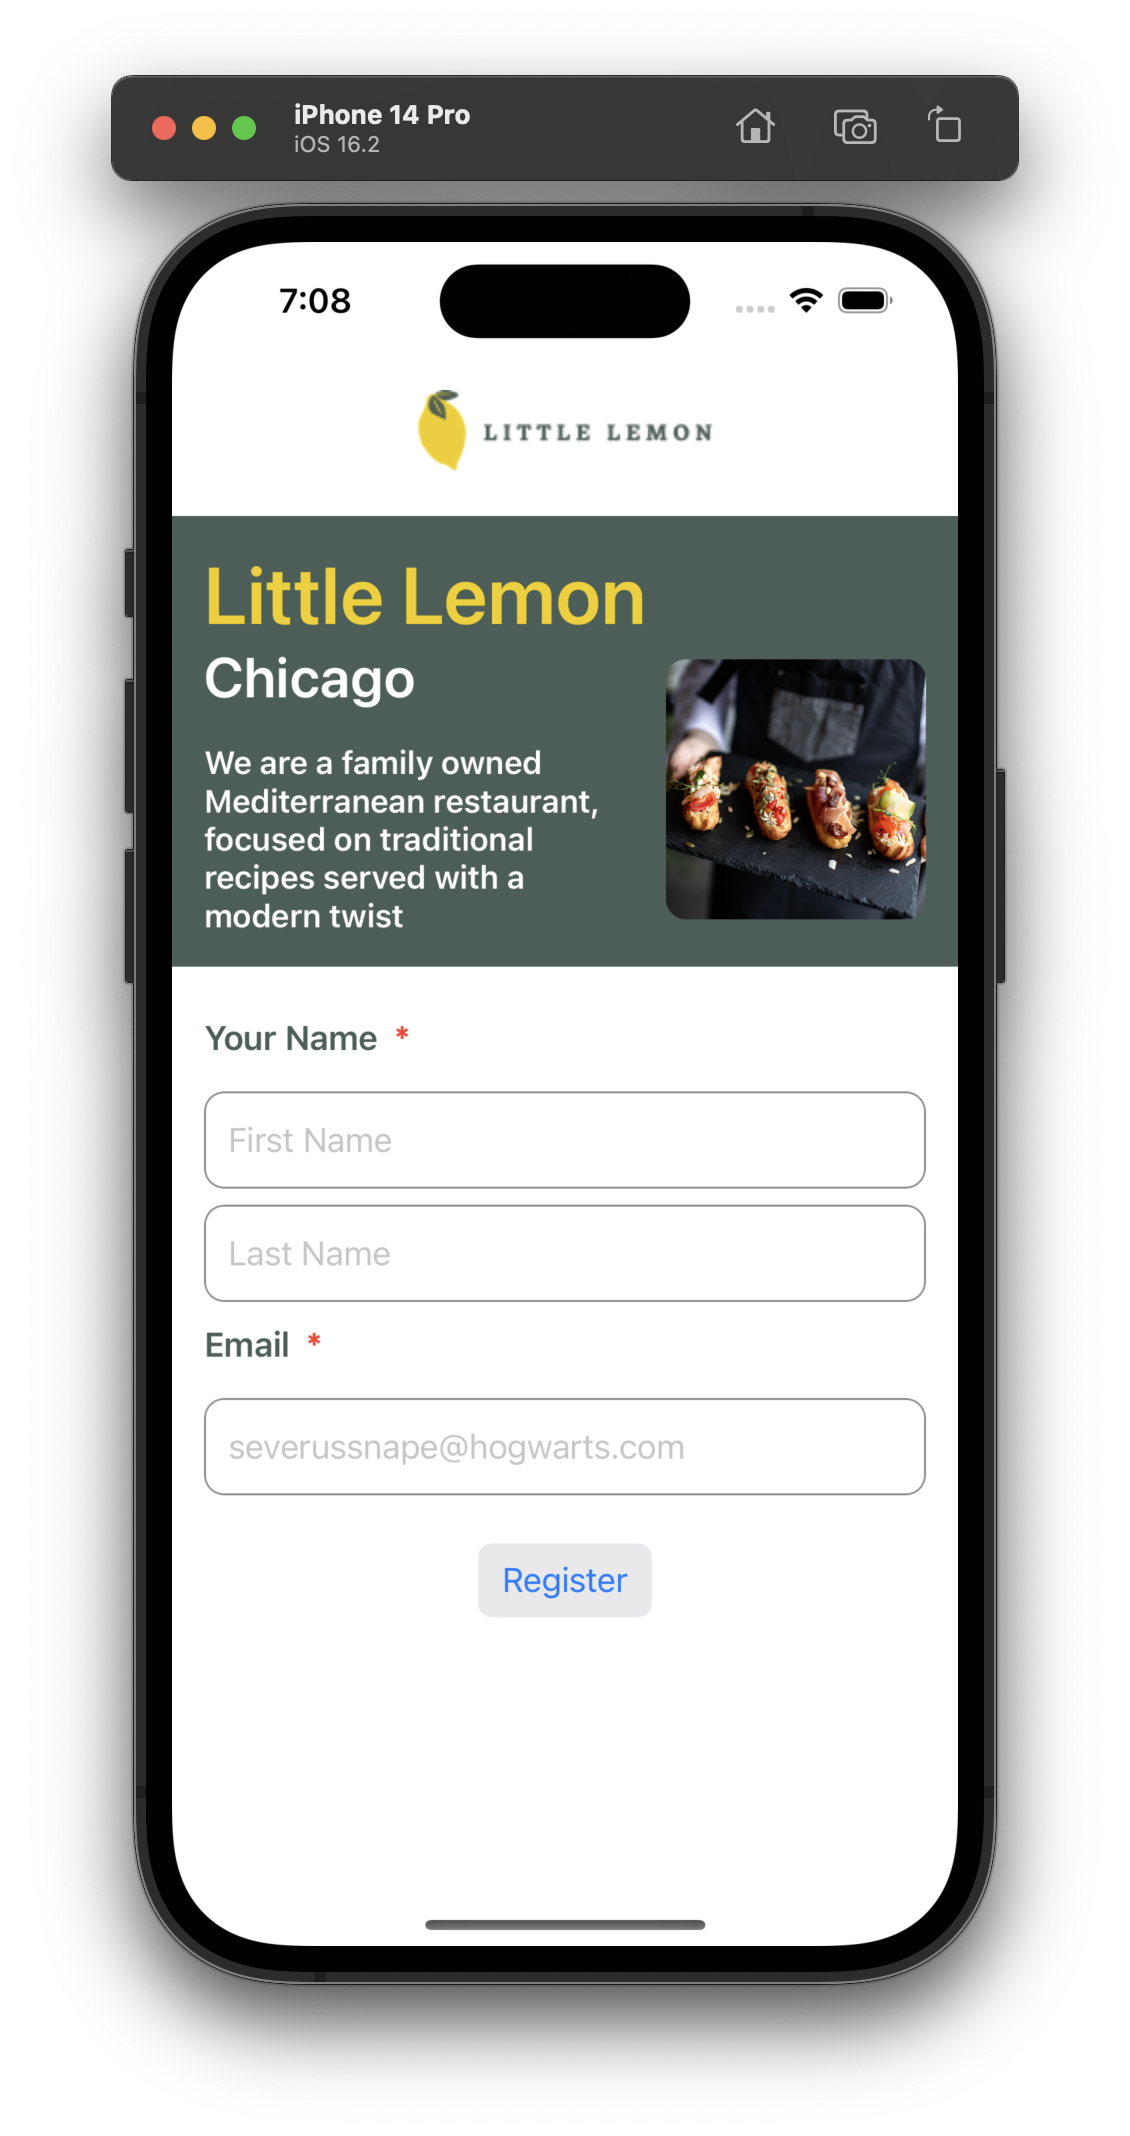 iPhone 14 Pro
iOS 16.2
7:08
LITTLE LEMON
Little Lemon
Chicago
We are a family owned
Mediterranean restaurant,
focused on traditional
recipes served with a
modern twist
Your Name *
First Name
Last Name
Email *
severussnape@hogwarts.com
Register